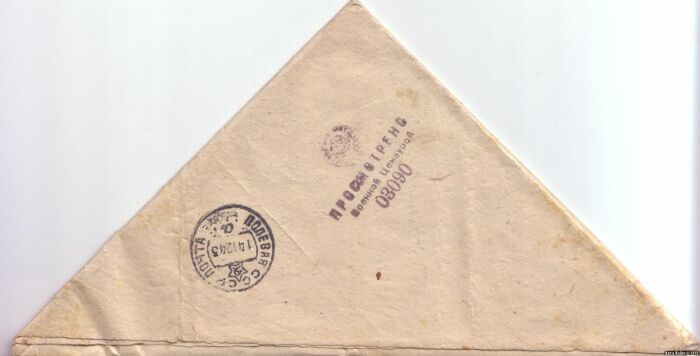 ПРОСМОТРЕНО
Военной Цензурой
03090
ПОЛЕВАЯ ПОЧТА
СССР
14 12 43